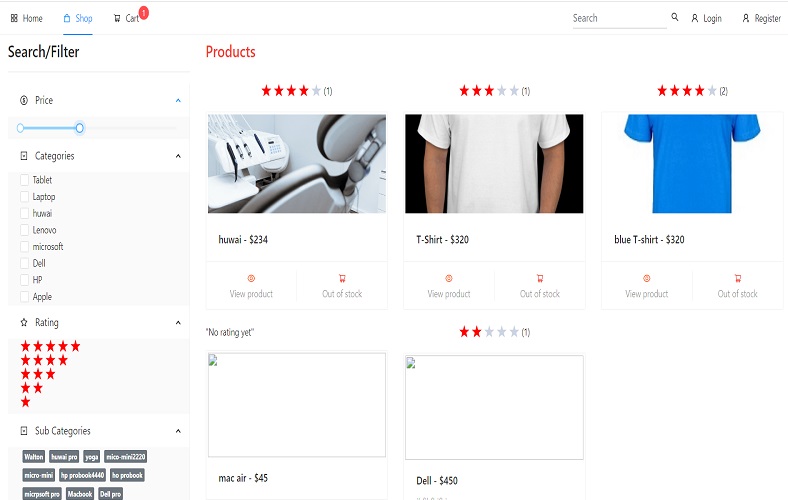 Home Shop Cart 1 Search Login Register
Search/Filter
Price
Categories
Tablet
Laptop
huwai
Lenovo
microsoft
Dell
HP
Apple
Rating
Sub Categories
Walton huwai pro yoga mico-mini2220
micro-mini hp probook4440 ho probook
micrpsoft pro Macbook Dell pro
Products
(1)
huwai - $234
View product Out of stock
(1)
T-Shirt - $320
View product Out of stock
(2)
blue T-shirt - $320
View product Out of stock
"No rating yet"
mac air - $45
(1)
Dell - $450